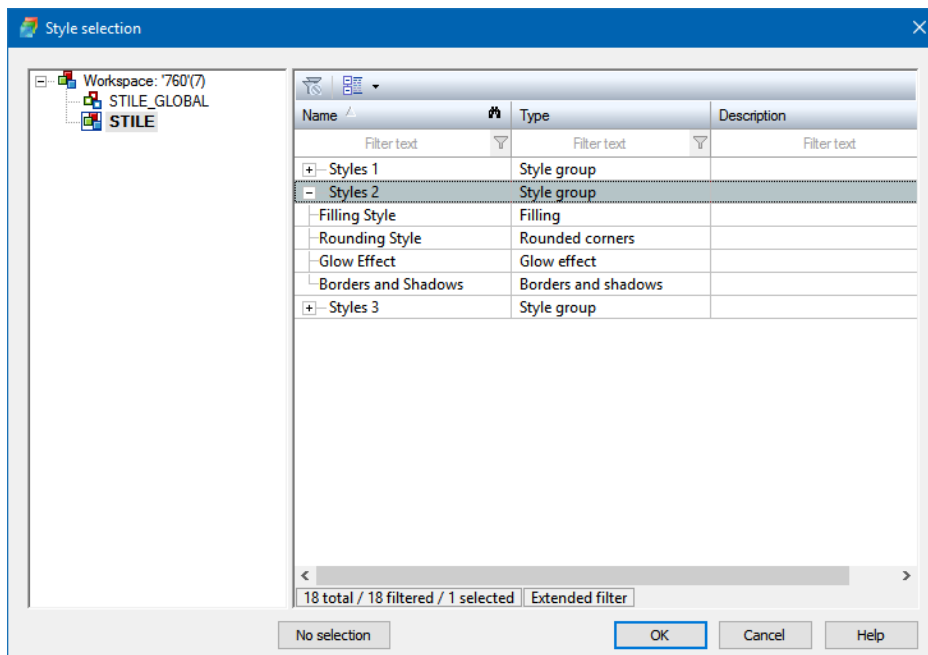 Style selection
Workspace: '760'(7)
STILE_GLOBAL
STILE
Name Type Description
Filter text Filter text Filter text
Styles 1 Style group
Styles 2 Style group
Filling Style Filling
Rounding Style Rounded corners
Glow Effect Glow effect
Borders and Shadows Borders and shadows
Styles 3 Style group
18 total / 18 filtered / 1 selected Extended filter
No selection OK Cancel Help